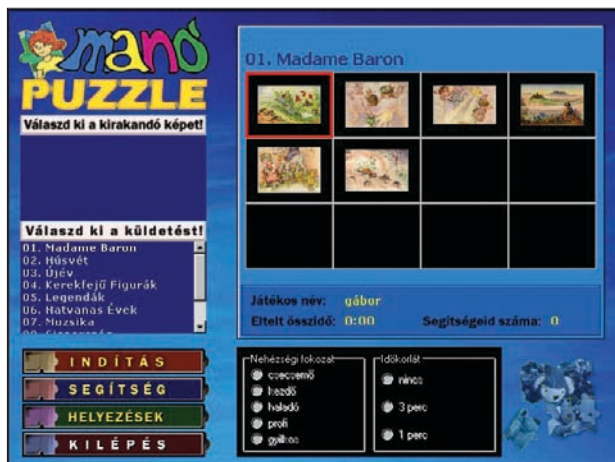 manó
PUZZLE
Válaszd ki a kirakandó képet!
Válaszd ki a küldetést!
01. Madame Baron
02. Húsvét
03. Újév
04. Kerekfejű Figurák
05. Legendák
06. Hatvanas Évek
07. Muzsika
INDÍTÁS
SEGÍTSÉG
HELYEZÉSEK
KILÉPÉS
01. Madame Baron
Játékos név: gábor
Eltelt összidő: 0:00 Segítségeid száma: 0
Nehézségi fokozat
csecsemő
kezdő
haladó
profi
gyilkos
Időkorlát
nincs
3 perc
1 perc